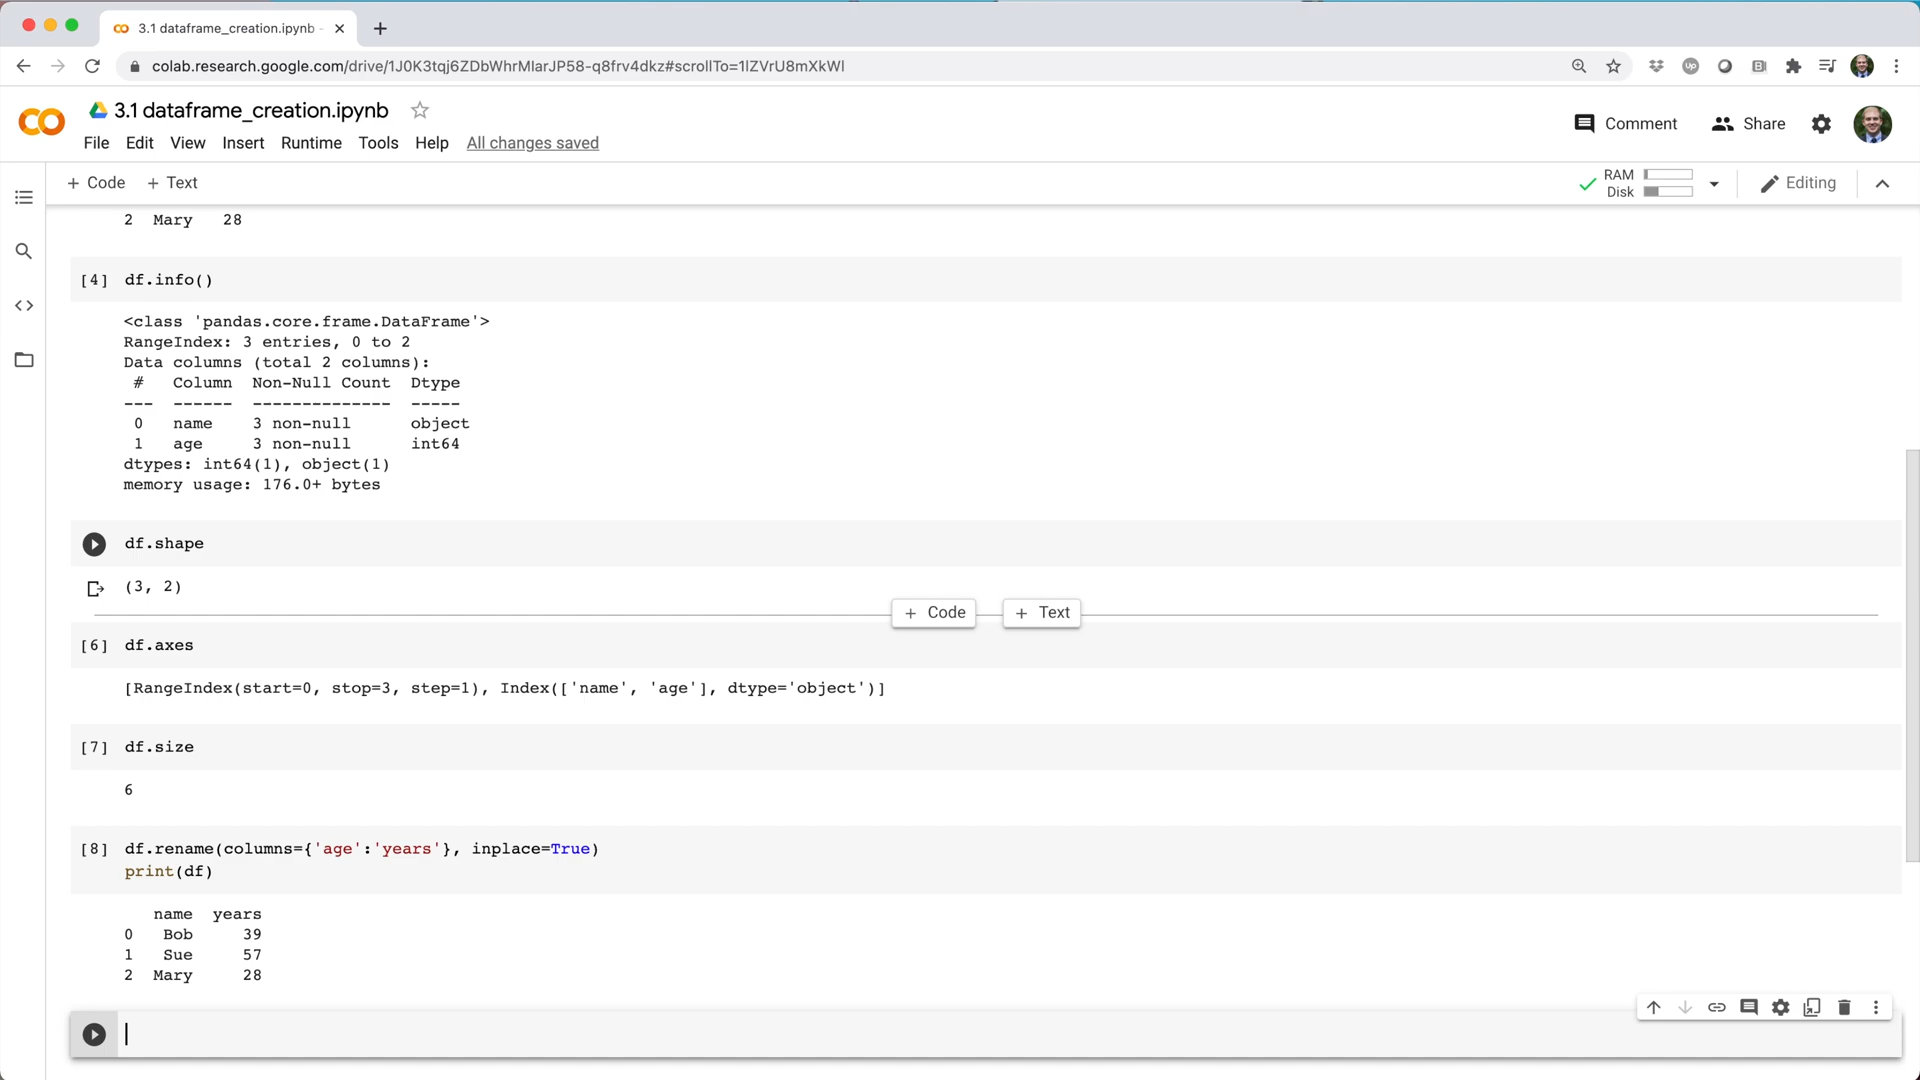 3.1 dataframe_creation.ipynb -
colab.research.google.com/drive/1J0K3tqj6ZDbWhrMlarJP58-q8frv4dkz#scrollTo=1lZVrU8mXkWl
3.1 dataframe_creation.ipynb
Comment Share
File Edit View Insert Runtime Tools Help All changes saved
+ Code + Text
RAM
Disk
Editing
2 Mary 28
[4] df.info()
<class 'pandas.core.frame.DataFrame'>
RangeIndex: 3 entries, 0 to 2
Data columns (total 2 columns):
# Column Non-Null Count Dtype
--- ------ -------------- -----
0 name 3 non-null object
1 age 3 non-null int64
dtypes: int64(1), object(1)
memory usage: 176.0+ bytes
df.shape
(3, 2)
+ Code + Text
[6] df.axes
[RangeIndex(start=0, stop=3, step=1), Index(['name', 'age'], dtype='object')]
[7] df.size
6
[8] df.rename(columns={'age':'years'}, inplace=True)
print(df)
name years
0 Bob 39
1 Sue 57
2 Mary 28